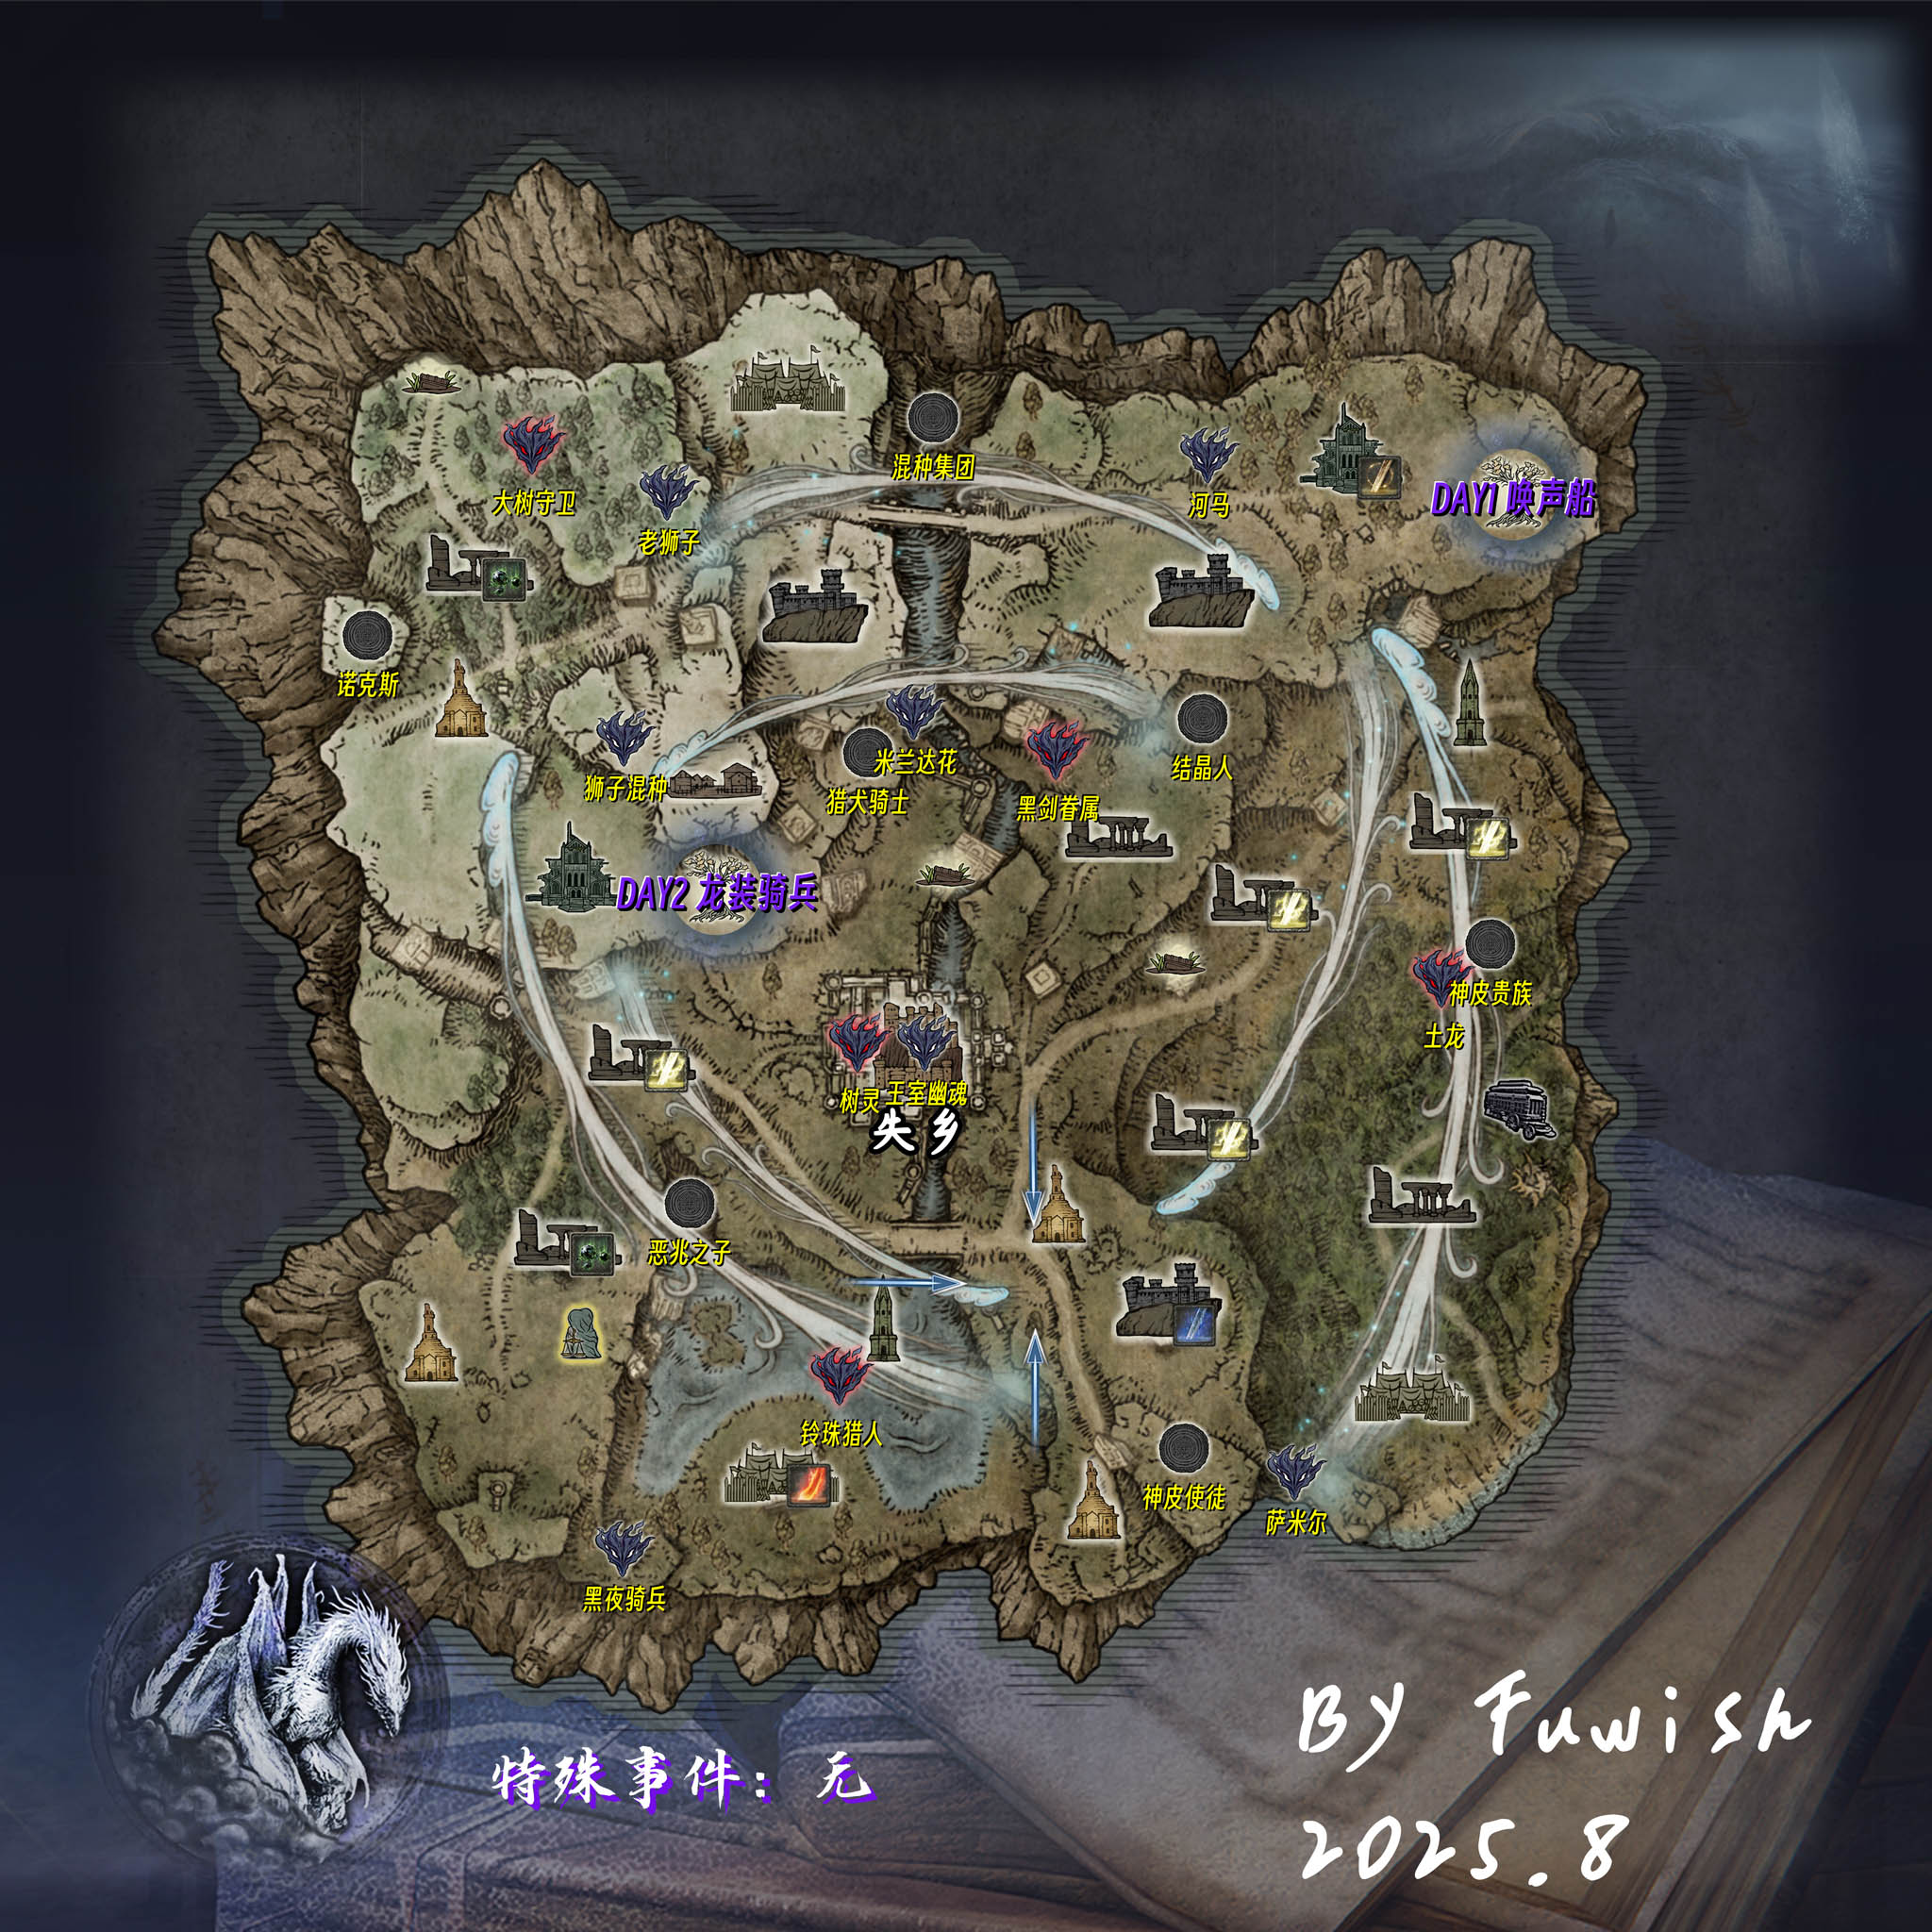 混种集团
河马
大树守卫
DAY1 唤声船
老狮子
诺克斯
米兰达花
结晶人
狮子混种
猎犬骑士
黑剑眷属
DAY2 龙装骑兵
神皮贵族
土龙
树灵
王室幽魂
失乡
恶兆之子
铃珠猎人
神皮使徒
萨米尔
黑夜骑兵
特殊事件：无
By Fuwish
2025.8